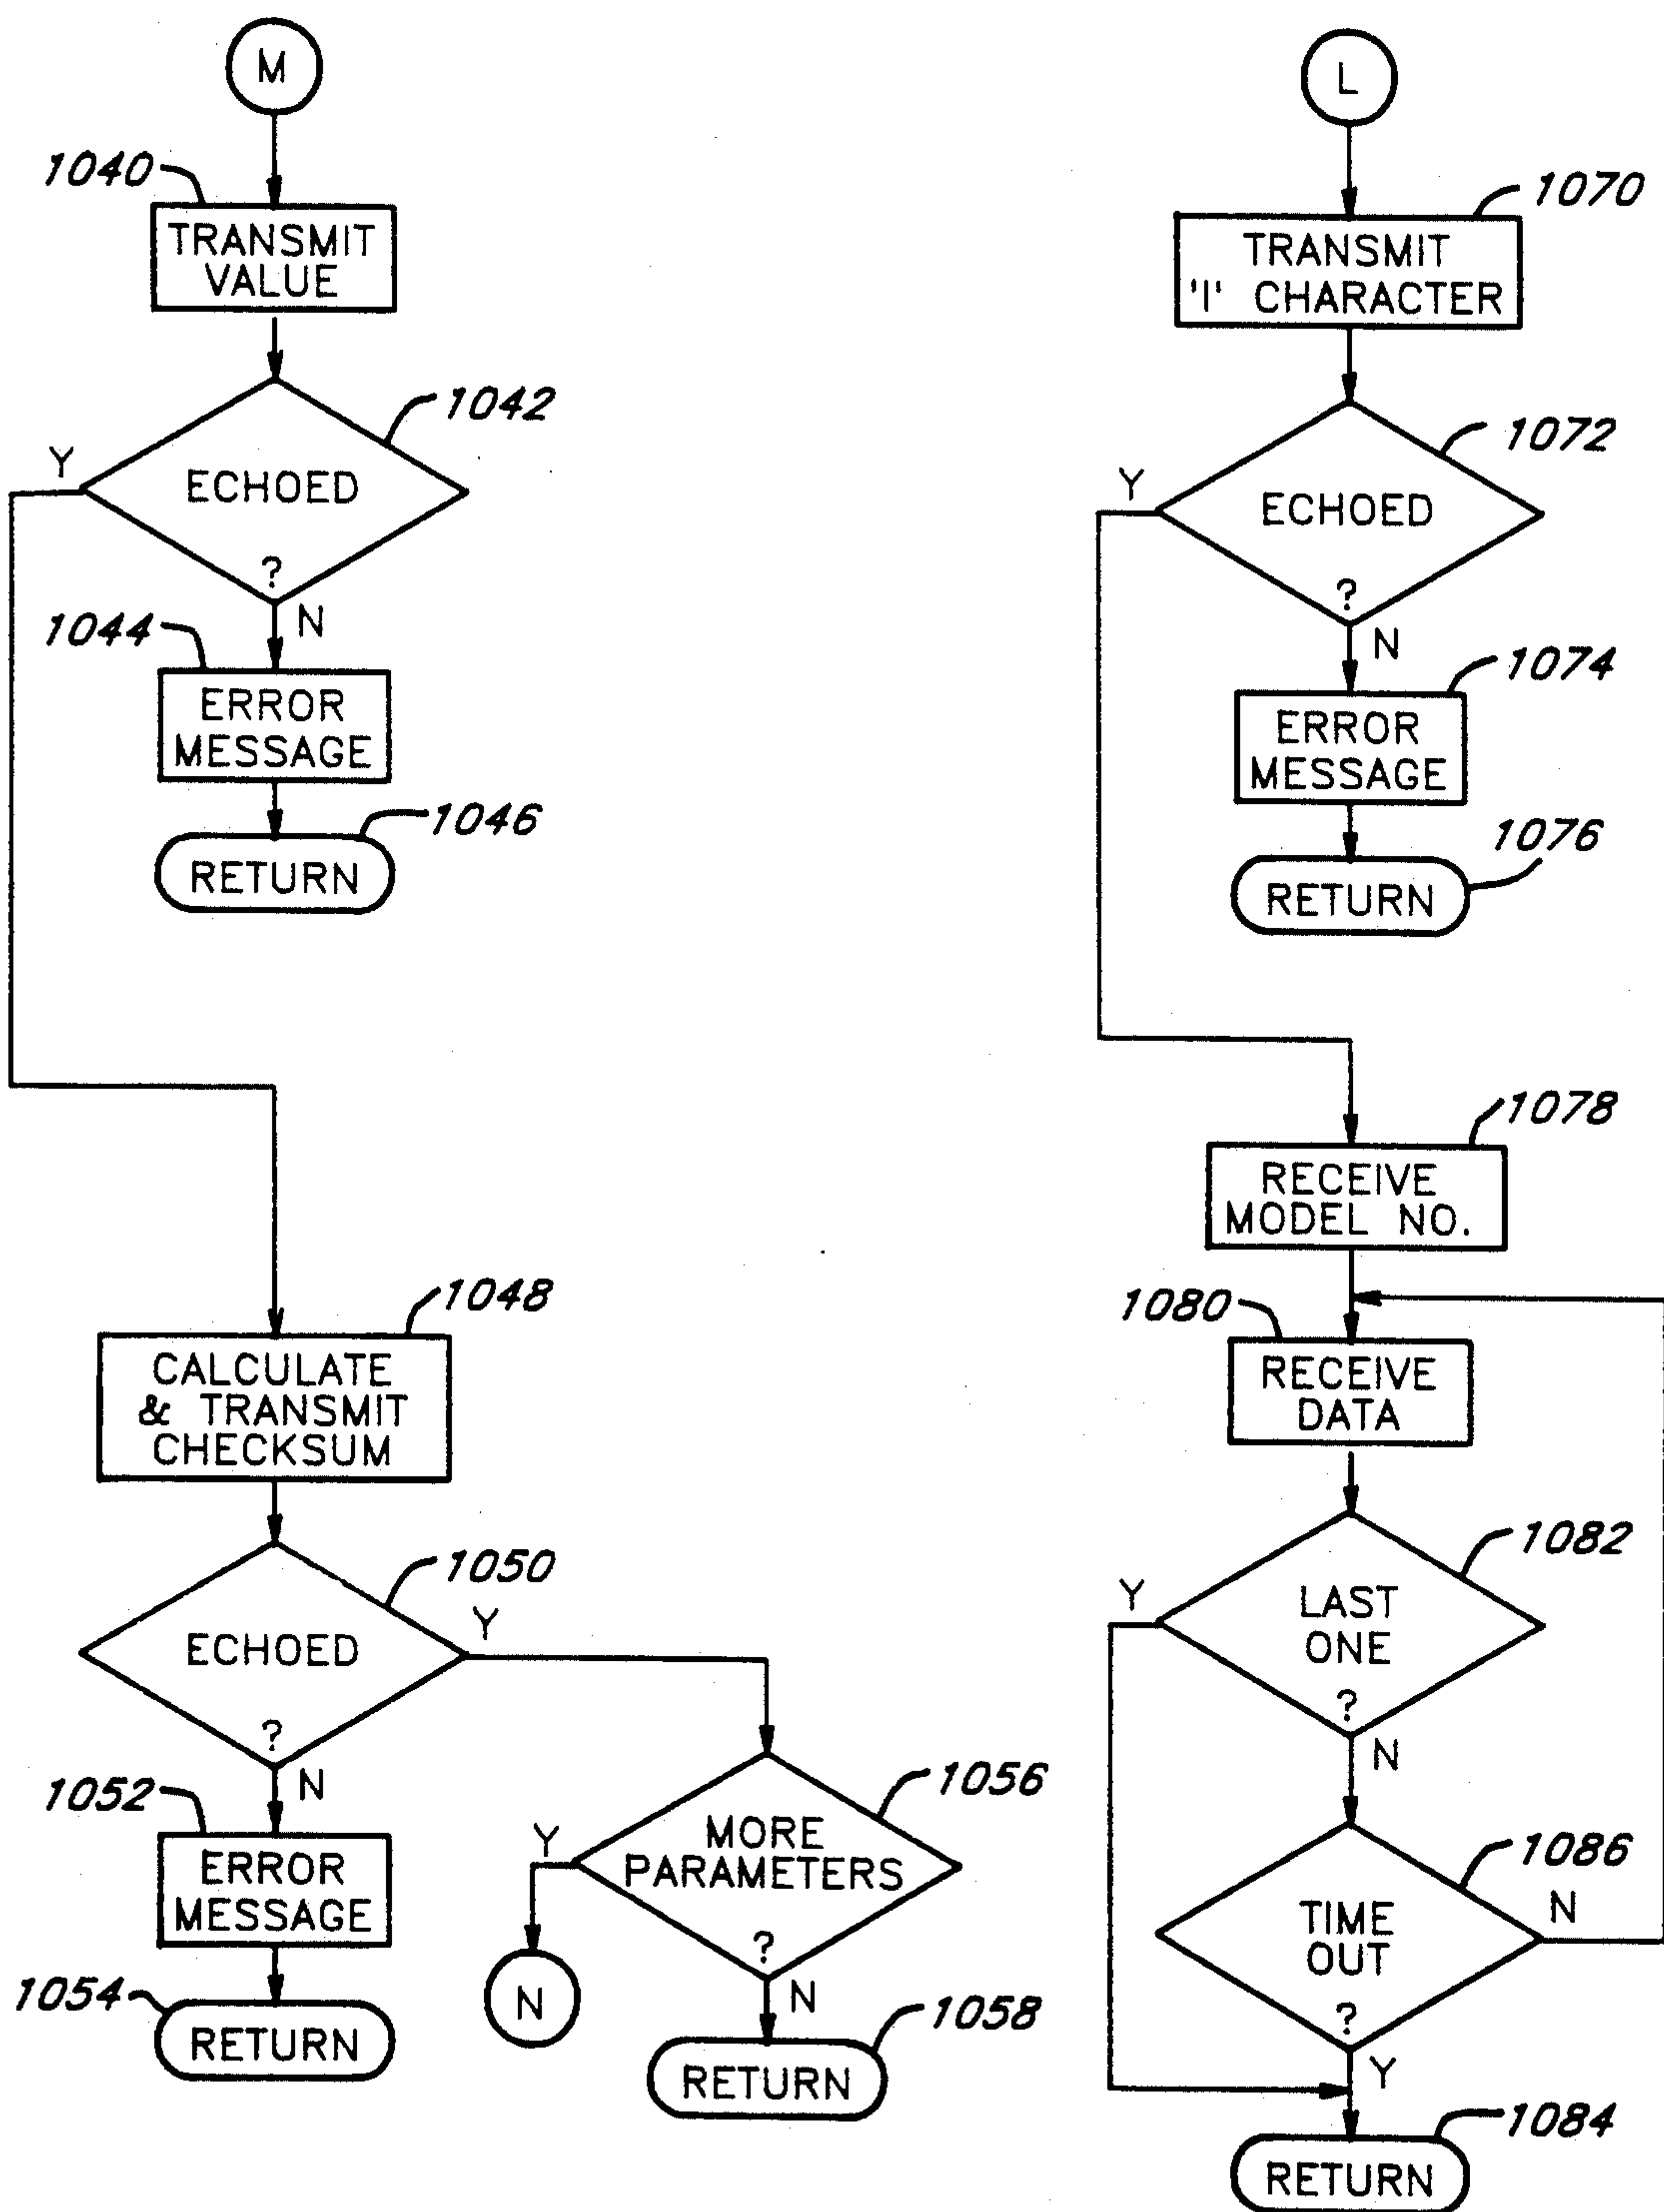 M
1040
TRANSMIT
VALUE
1042
Y
ECHOED
?
N
1044
ERROR
MESSAGE
1046
RETURN
1048
CALCULATE
& TRANSMIT
CHECKSUM
1050
Y
ECHOED
?
N
1052
ERROR
MESSAGE
1054
RETURN
1056
Y
MORE
PARAMETERS
?
N
N
1058
RETURN
L
1070
TRANSMIT
'I' CHARACTER
1072
Y
ECHOED
?
N
1074
ERROR
MESSAGE
1076
RETURN
1078
RECEIVE
MODEL NO.
1080
RECEIVE
DATA
1082
Y
LAST
ONE
?
N
1086
N
TIME
OUT
?
Y
1084
RETURN